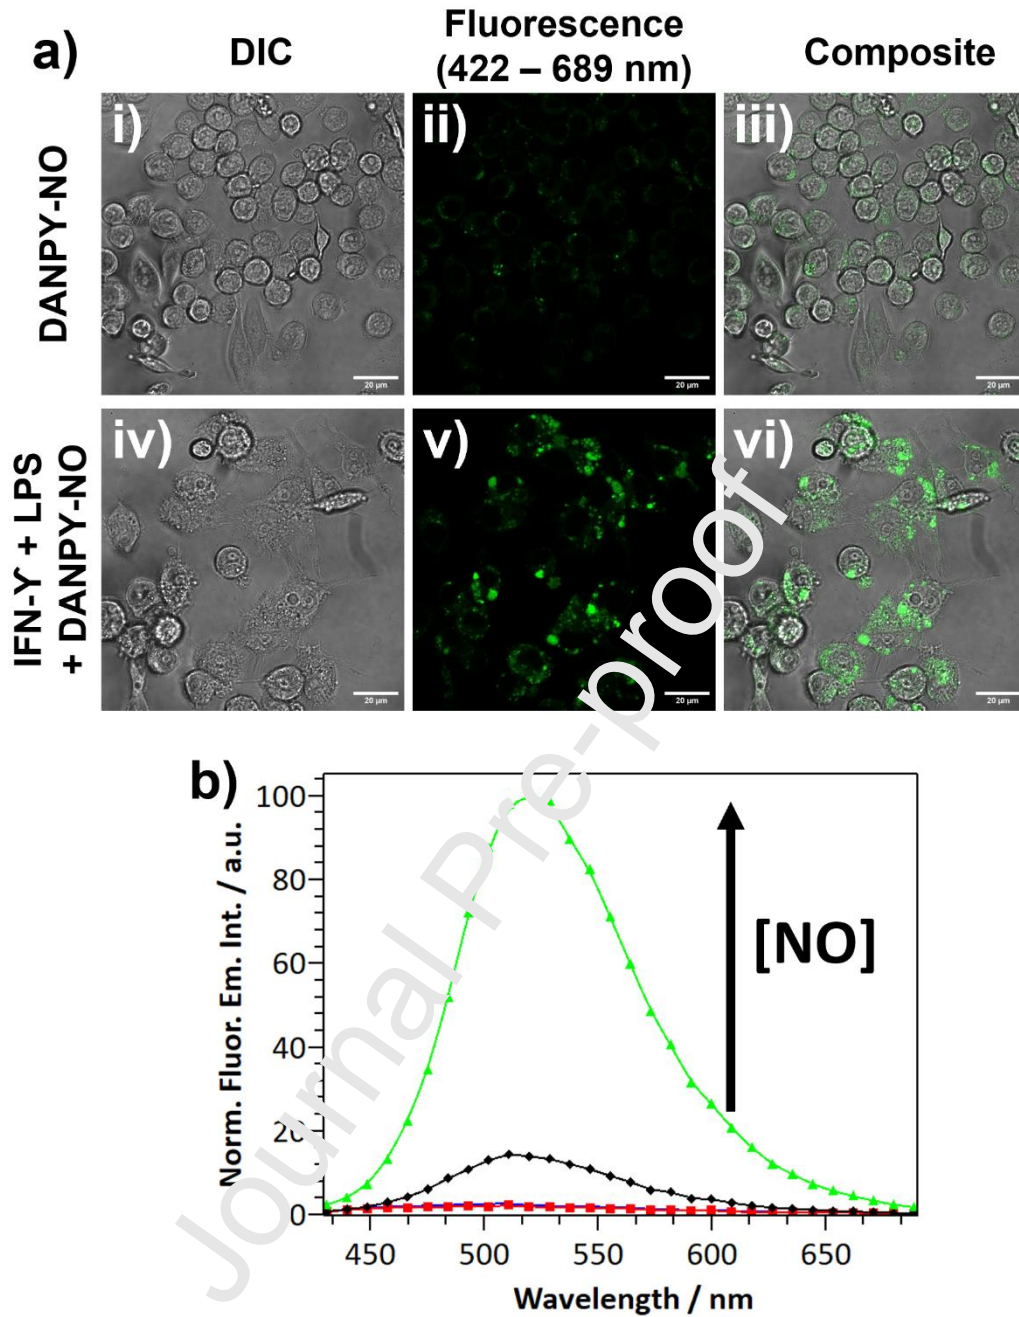 a)
DIC
Fluorescence
(422 – 689 nm)
Composite
DANPY-NO
i)
ii)
iii)
20 µm
20 µm
20 µm
IFN-ϒ + LPS
+ DANPY-NO
iv)
v)
vi)
20 µm
20 µm
20 µm
Journal Pre-proof
b)
Norm. Fluor. Em. Int. / a.u.
100
80
60
40
20
0
[NO]
450
500
550
600
650
Wavelength / nm